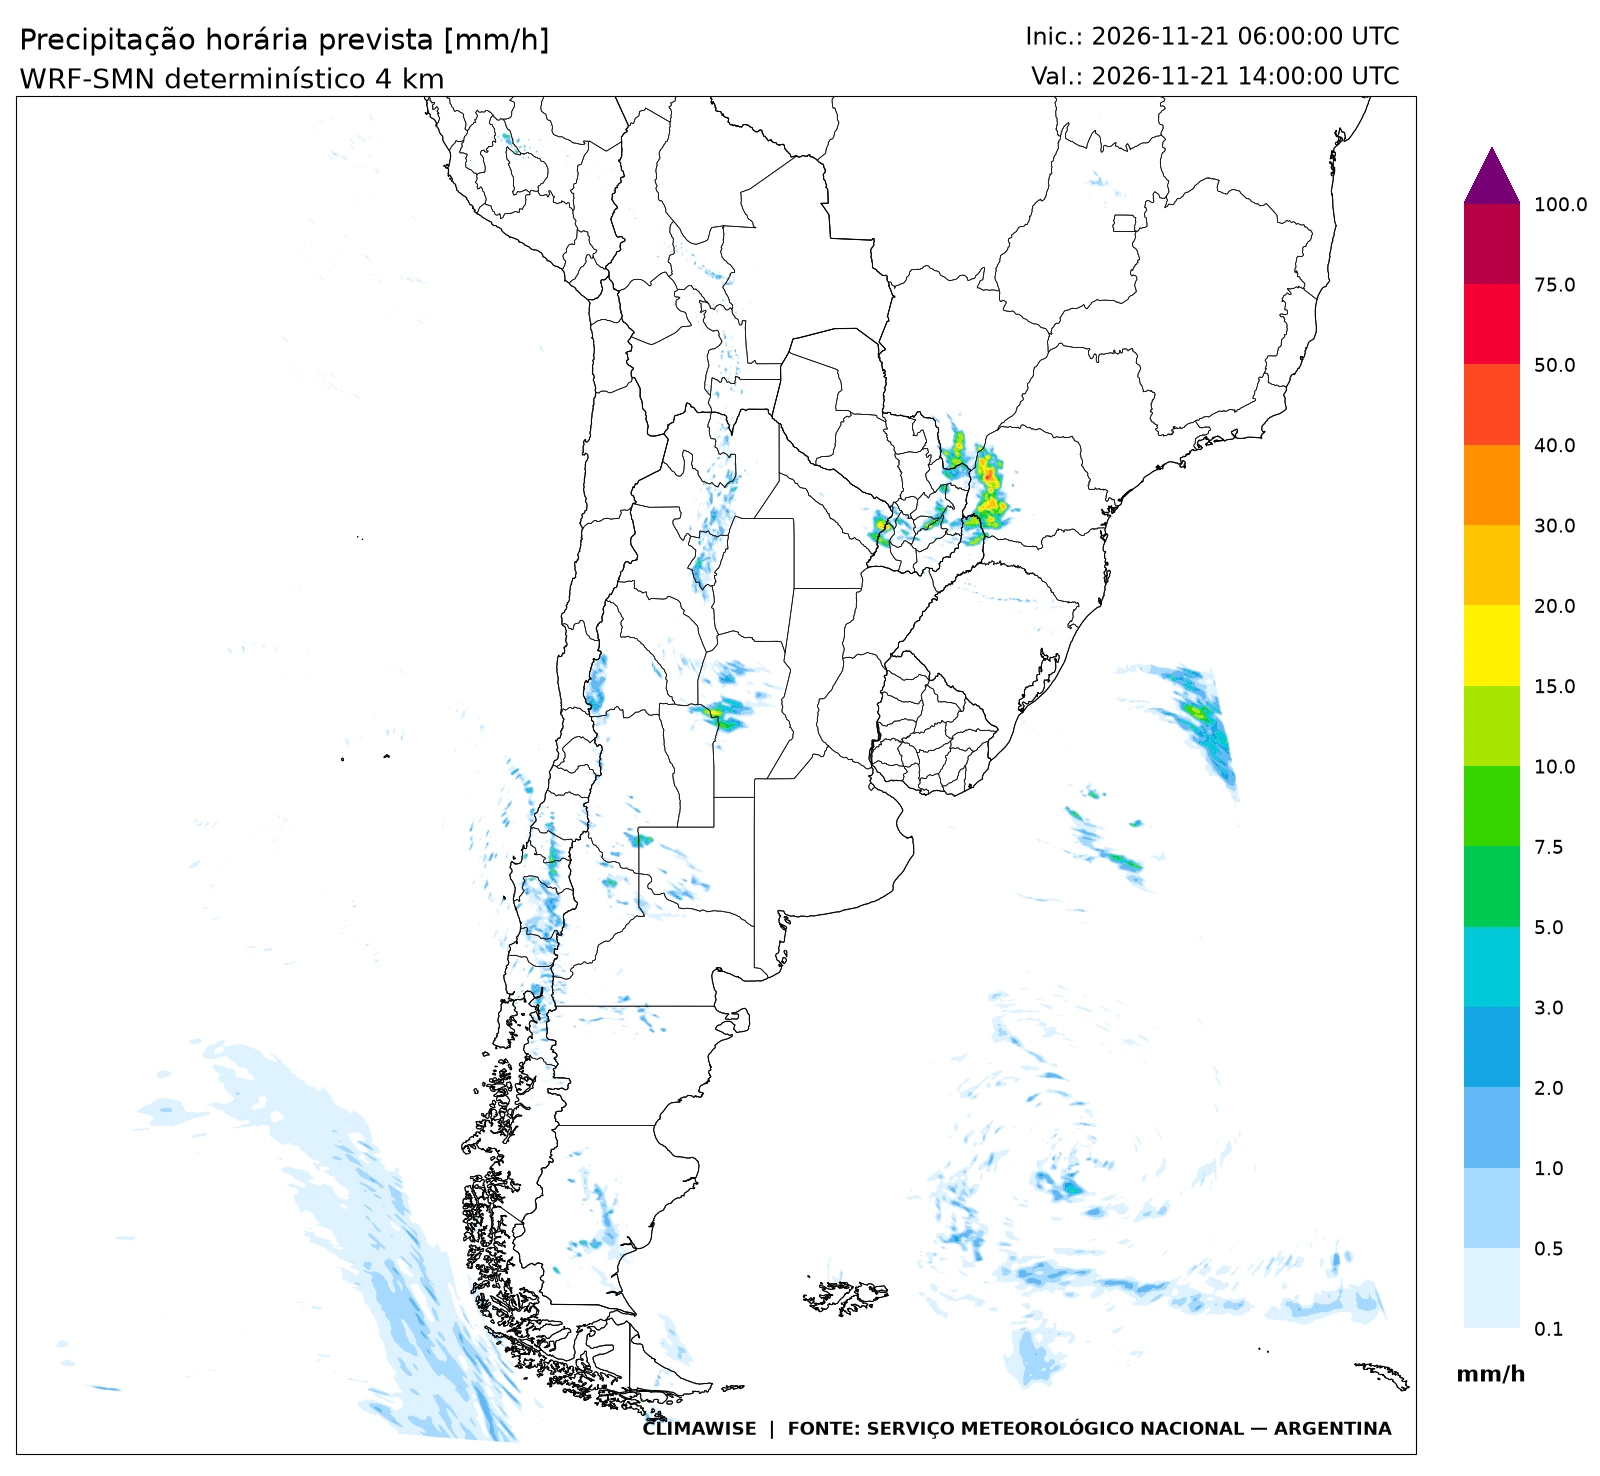 Precipitação horária prevista [mm/h]
WRF-SMN determinístico 4 km
Inic.: 2026-11-21 06:00:00 UTC
Val.: 2026-11-21 14:00:00 UTC
100.0
75.0
50.0
40.0
30.0
20.0
15.0
10.0
7.5
5.0
3.0
2.0
1.0
0.5
0.1
mm/h
CLIMAWISE | FONTE: SERVIÇO METEOROLÓGICO NACIONAL — ARGENTINA